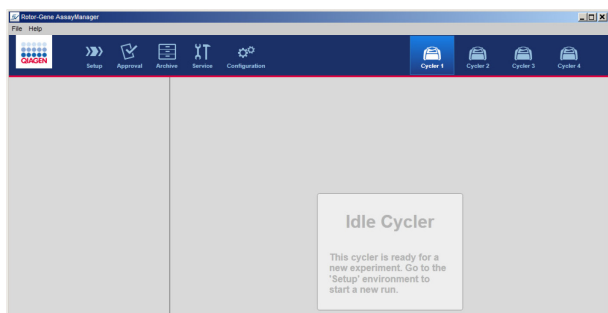 Rotor-Gene AssayManager
File Help
QIAGEN
Setup Approval Archive Service Configuration Cycler 1 Cycler 2 Cycler 3 Cycler 4
Idle Cycler
This cycler is ready for a
new experiment. Go to the
'Setup' environment to
start a new run.